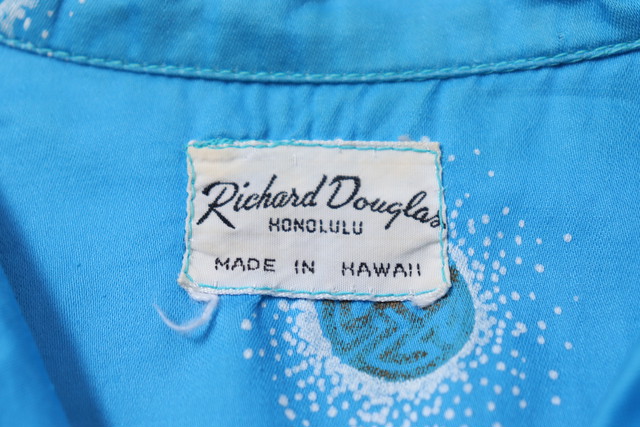 Richard Douglas
HONOLULU
MADE IN HAWAII